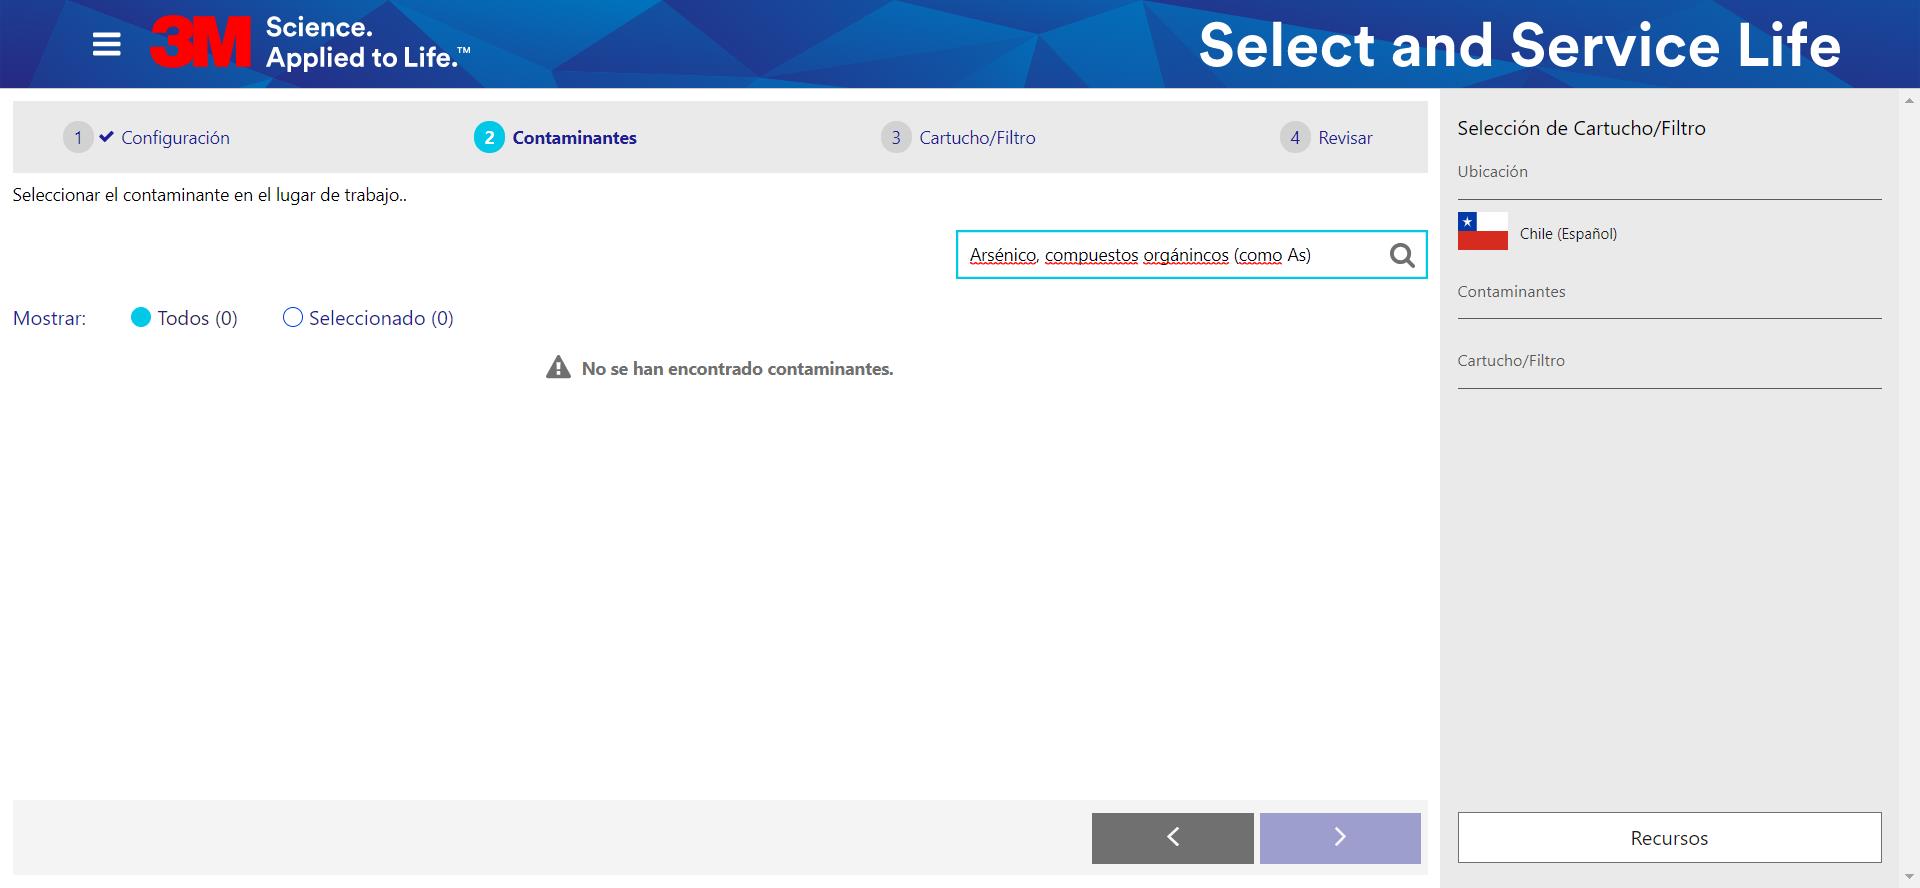 3M
Science.
Applied to Life.™
Select and Service Life
1 Configuración
2 Contaminantes
3 Cartucho/Filtro
4 Revisar
Seleccionar el contaminante en el lugar de trabajo..
Arsénico, compuestos orgánincos (como As)
Mostrar: Todos (0) Seleccionado (0)
No se han encontrado contaminantes.
Selección de Cartucho/Filtro
Ubicación
Chile (Español)
Contaminantes
Cartucho/Filtro
Recursos